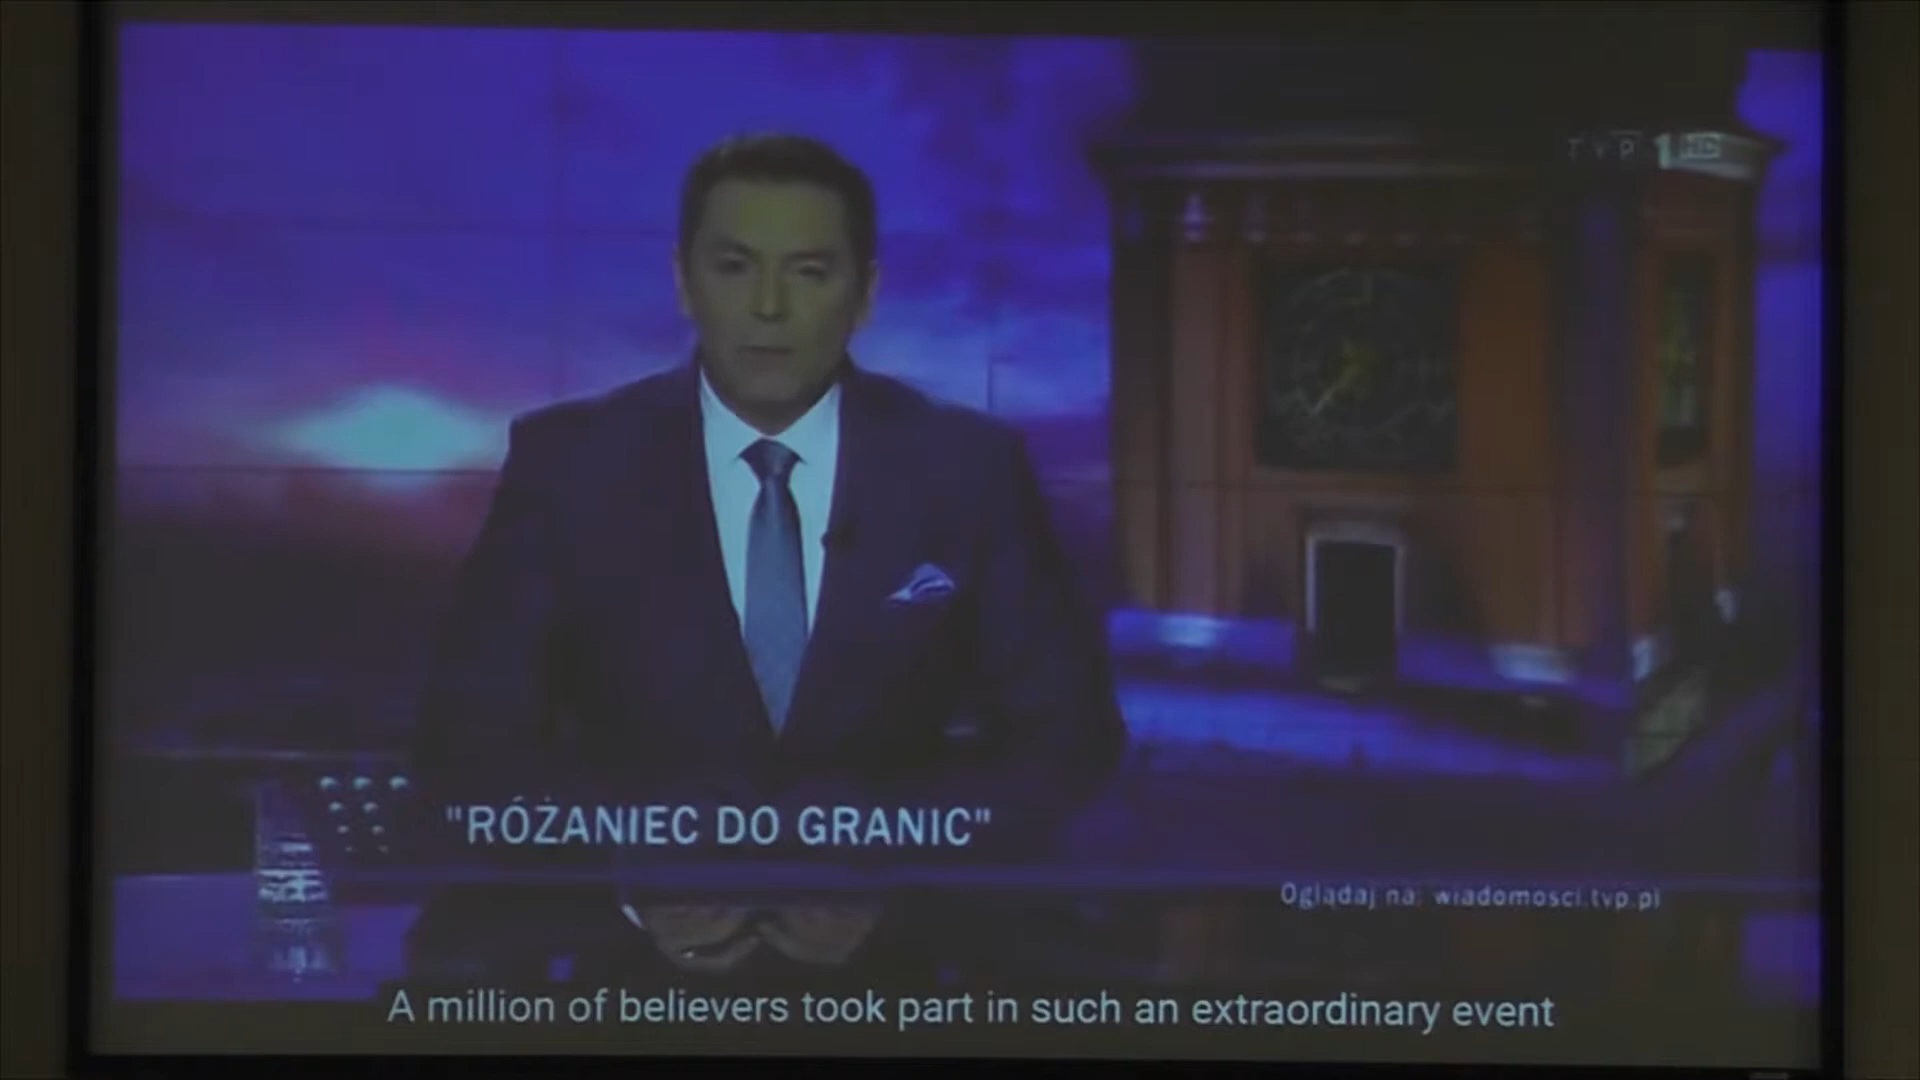 TVP 1 HD
"RÓŻANIEC DO GRANIC"
Oglądaj na: wiadomosci.tvp.pl
A million of believers took part in such an extraordinary event